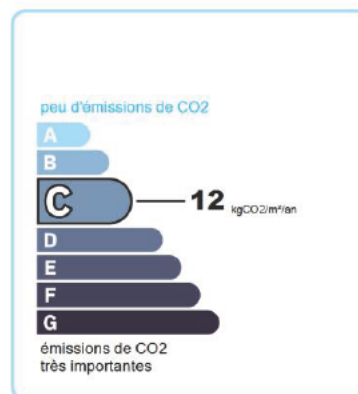 peu d'émissions de CO2
A
B
C
12 kgCO2/m²/an
D
E
F
G
émissions de CO2
très importantes